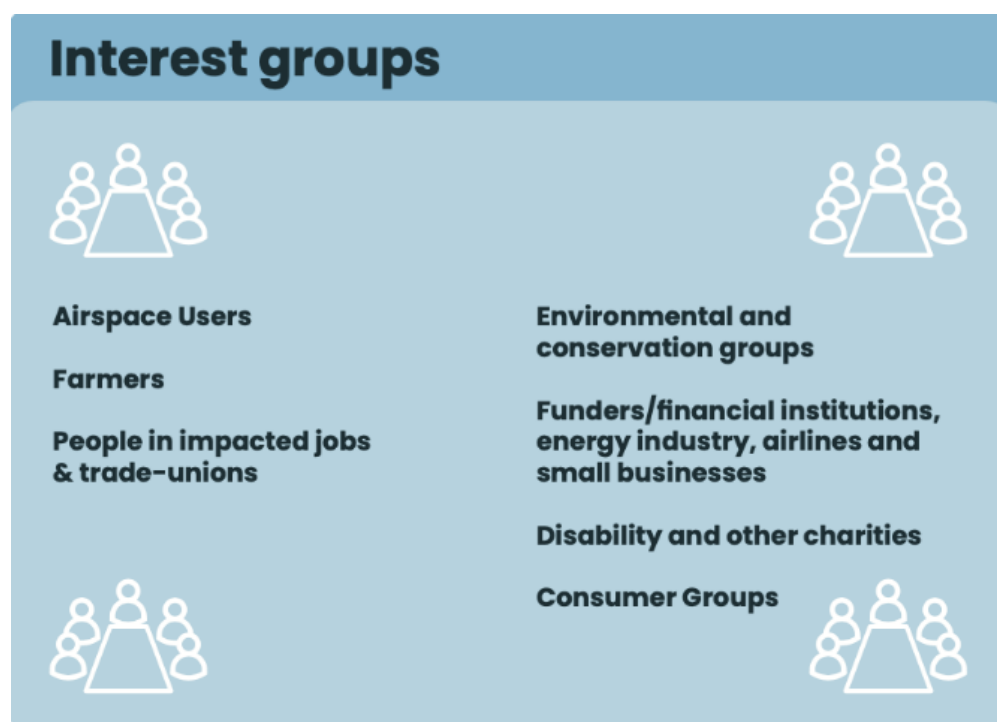 Interest groups
Airspace Users
Farmers
People in impacted jobs
& trade-unions
Environmental and
conservation groups
Funders/financial institutions,
energy industry, airlines and
small businesses
Disability and other charities
Consumer Groups